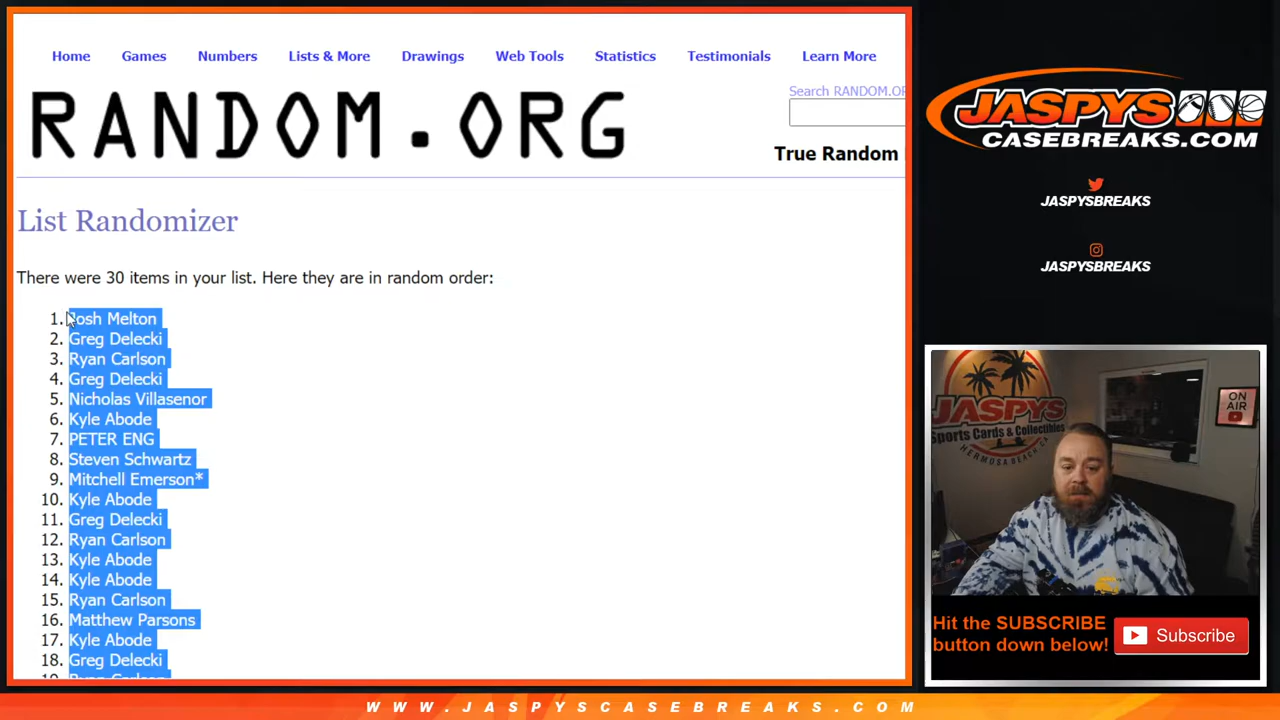 Home Games Numbers Lists & More Drawings Web Tools Statistics Testimonials Learn More
RANDOM.ORG
Search RANDOM.OR
True Random
List Randomizer
There were 30 items in your list. Here they are in random order:
1. Josh Melton
2. Greg Delecki
3. Ryan Carlson
4. Greg Delecki
5. Nicholas Villasenor
6. Kyle Abode
7. PETER ENG
8. Steven Schwartz
9. Mitchell Emerson*
10. Kyle Abode
11. Greg Delecki
12. Ryan Carlson
13. Kyle Abode
14. Kyle Abode
15. Ryan Carlson
16. Matthew Parsons
17. Kyle Abode
18. Greg Delecki
JASPYS
CASEBREAKS.COM
JASPYSBREAKS
JASPYSBREAKS
JASPYS
Sports Cards & Collectibles
HERMOSA BEACH, CA
ON
AIR
Hit the SUBSCRIBE
button down below!
Subscribe
WWW.JASPYSCASEBREAKS.COM